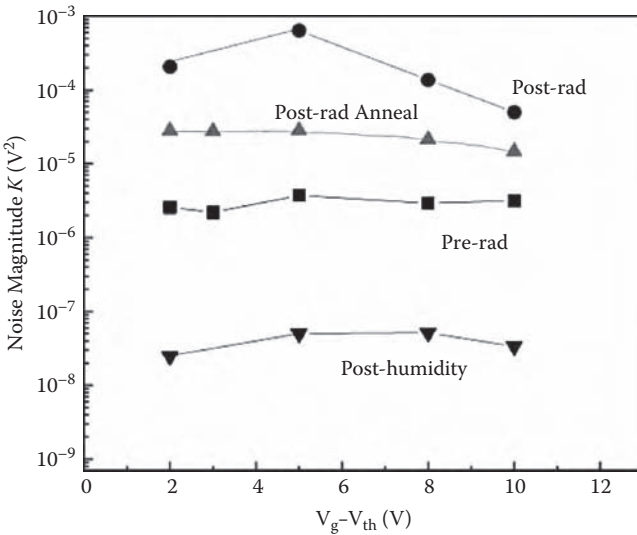 10⁻³
10⁻⁴
10⁻⁵
10⁻⁶
10⁻⁷
10⁻⁸
10⁻⁹
Noise Magnitude K (V²)
Post-rad
Post-rad Anneal
Pre-rad
Post-humidity
0 2 4 6 8 10 12
V_g–V_th (V)